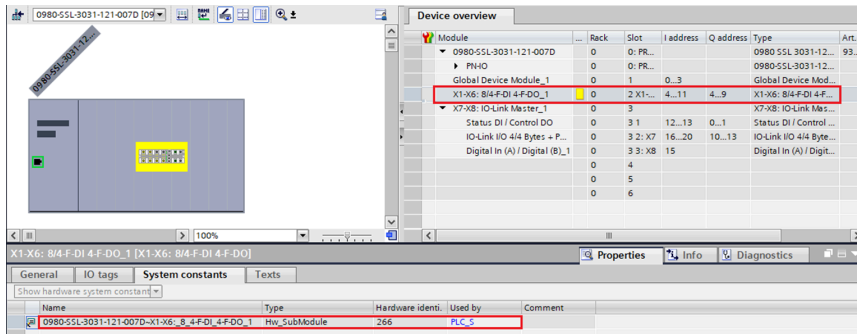 0980-SSL-3031-121-007D [09
100%
0980-SSL-3031-12...
Device overview
Module ... Rack Slot I address Q address Type Art.
0980-SSL-3031-121-007D 0 0: PR... 0980 SSL 3031-12... 93..
PN-IO 0 0: PR... 0980-SSL-3031-12...
Global Device Module_1 0 1 0...3 Global Device Mod...
X1-X6: 8/4-F-DI 4-F-DO_1 0 2 X1-... 4...11 4...9 X1-X6: 8/4-F-DI 4-F...
X7-X8: IO-Link Master_1 0 3 X7-X8: IO-Link Mas...
Status DI / Control DO 0 3 1 12...13 0...1 Status DI / Control ...
IO-Link I/O 4/4 Bytes + P... 0 3 2: X7 16...20 10...13 IO-Link I/O 4/4 Byte...
Digital In (A) / Digital (B)_1 0 3 3: X8 15 Digital In (A) / Digit...
0 4
0 5
0 6
X1-X6: 8/4-F-DI 4-F-DO_1 [X1-X6: 8/4-F-DI 4-F-DO]
Properties Info Diagnostics
General IO tags System constants Texts
Show hardware system constant
Name Type Hardware identi. Used by Comment
0980-SSL-3031-121-007D~X1-X6:_8_4-F-DI_4-F-DO_1 Hw_SubModule 266 PLC_S